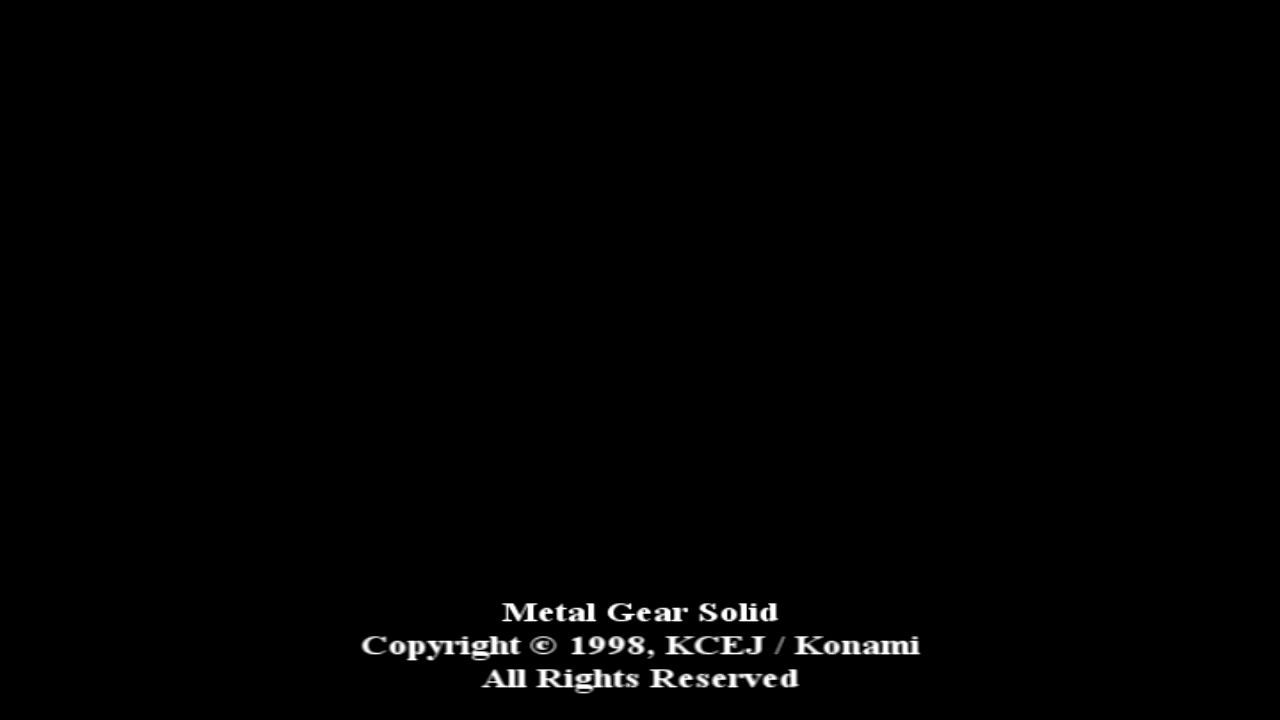 Metal Gear Solid
Copyright © 1998, KCEJ / Konami
All Rights Reserved